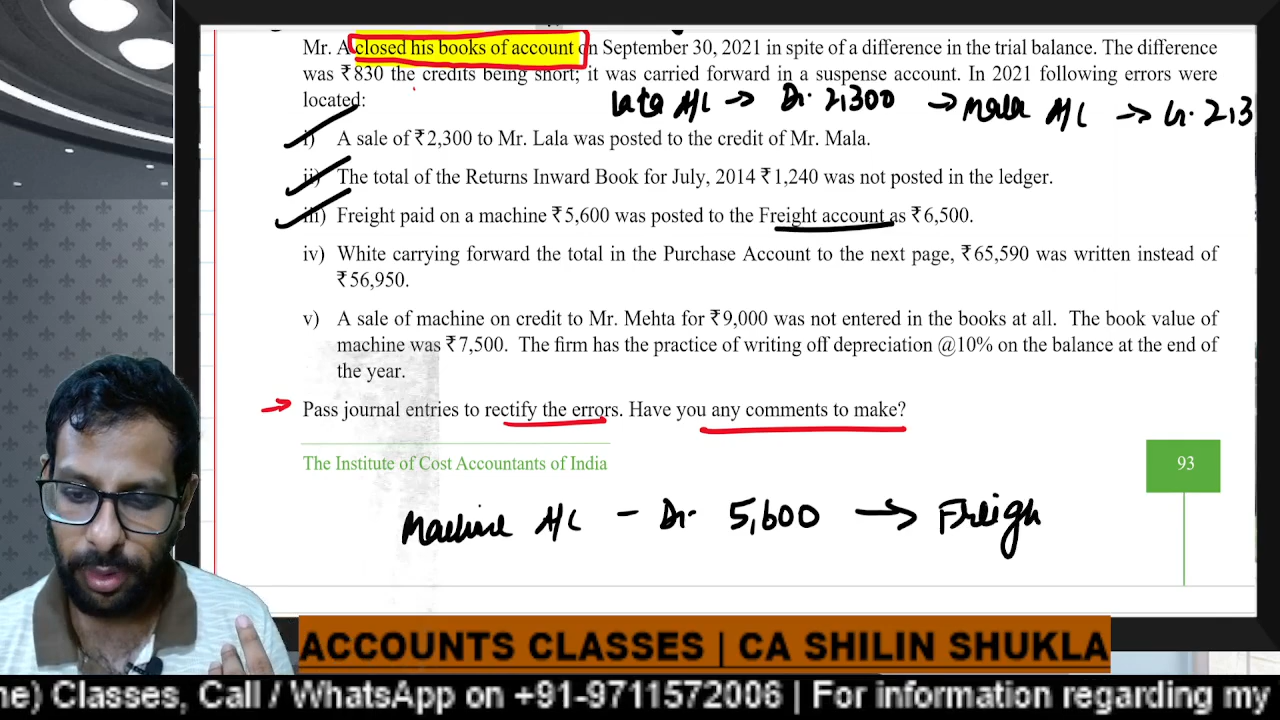 Mr. A closed his books of account on September 30, 2021 in spite of a difference in the trial balance. The difference
was ₹830 the credits being short; it was carried forward in a suspense account. In 2021 following errors were
located:
Lala A/c → Dr. 2,300 → Mala A/c → Cr. 2,3
i) A sale of ₹2,300 to Mr. Lala was posted to the credit of Mr. Mala.
ii) The total of the Returns Inward Book for July, 2014 ₹1,240 was not posted in the ledger.
iii) Freight paid on a machine ₹5,600 was posted to the Freight account as ₹6,500.
iv) White carrying forward the total in the Purchase Account to the next page, ₹65,590 was written instead of
₹56,950.
v) A sale of machine on credit to Mr. Mehta for ₹9,000 was not entered in the books at all. The book value of
machine was ₹7,500. The firm has the practice of writing off depreciation @10% on the balance at the end of
the year.
→ Pass journal entries to rectify the errors. Have you any comments to make?
The Institute of Cost Accountants of India
93
Machine A/c - Dr. 5,600 → Freigh
ACCOUNTS CLASSES | CA SHILIN SHUKLA
ne) Classes, Call / WhatsApp on +91-9711572006 | For information regarding my